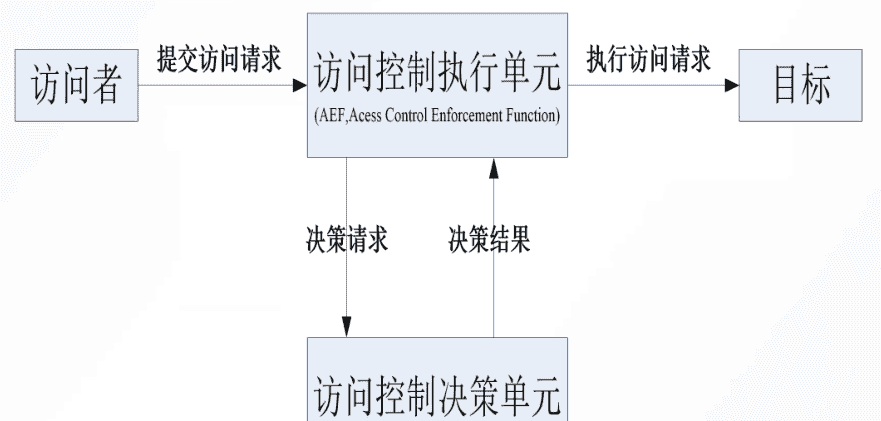 访问者
提交访问请求
访问控制执行单元
(AEF,Acess Control Enforcement Function)
执行访问请求
目标
决策请求
决策结果
访问控制决策单元